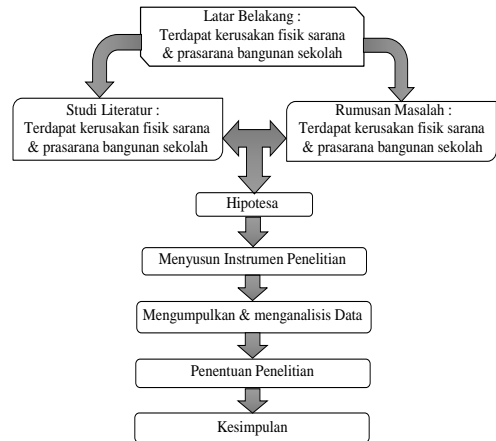 Latar Belakang :
Terdapat kerusakan fisik sarana
& prasarana bangunan sekolah
Studi Literatur :
Terdapat kerusakan fisik sarana
& prasarana bangunan sekolah
Rumusan Masalah :
Terdapat kerusakan fisik sarana
& prasarana bangunan sekolah
Hipotesa
Menyusun Instrumen Penelitian
Mengumpulkan & menganalisis Data
Penentuan Penelitian
Kesimpulan